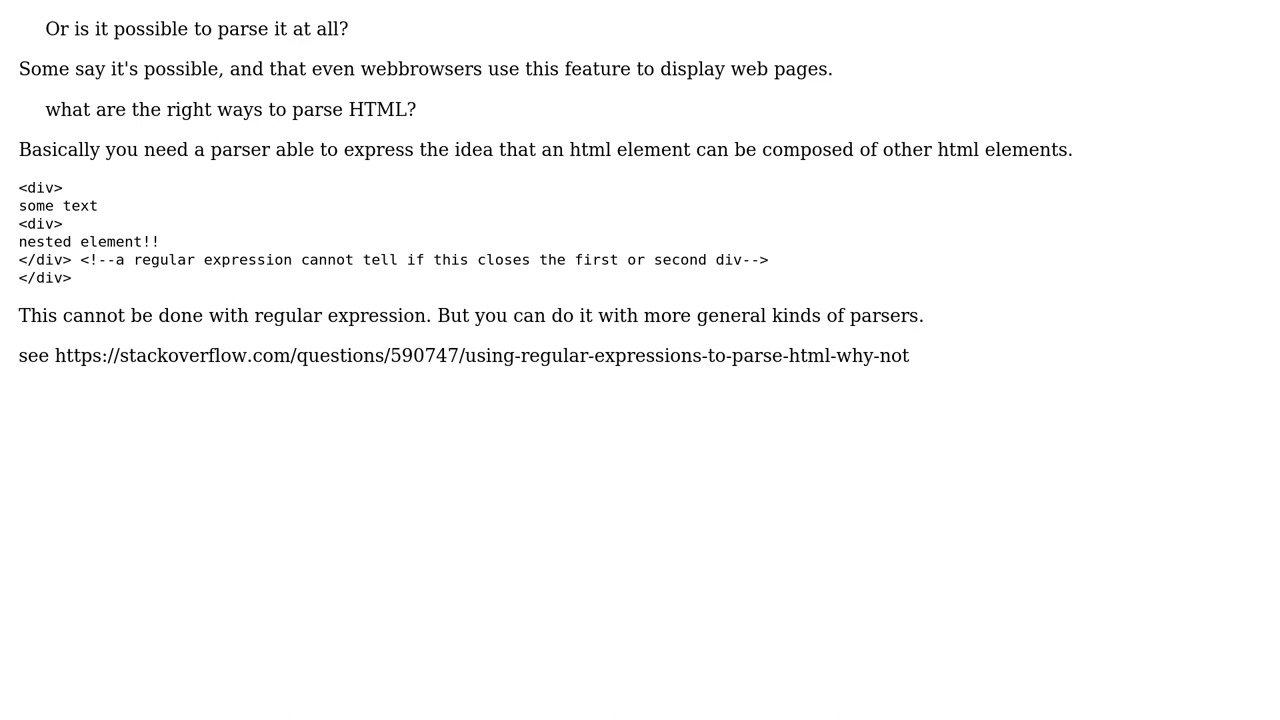 Or is it possible to parse it at all?
Some say it's possible, and that even webbrowsers use this feature to display web pages.
what are the right ways to parse HTML?
Basically you need a parser able to express the idea that an html element can be composed of other html elements.
<div>
some text
<div>
nested element!!
</div> <!--a regular expression cannot tell if this closes the first or second div-->
</div>
This cannot be done with regular expression. But you can do it with more general kinds of parsers.
see https://stackoverflow.com/questions/590747/using-regular-expressions-to-parse-html-why-not